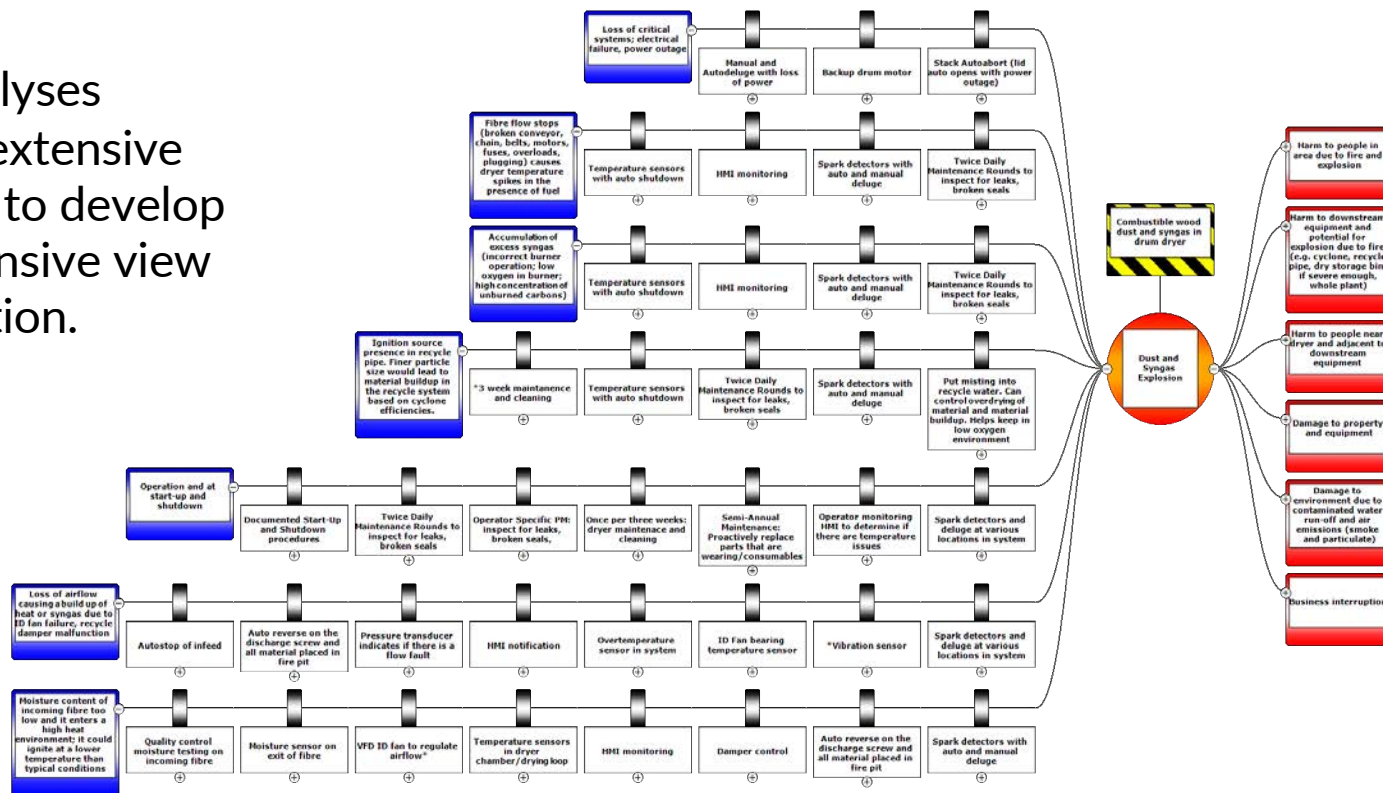 lyses
extensive
to develop
nsive view
tion.
Loss of critical
systems; electrical
failure, power outage
Manual and
Autodeluge with loss
of power
Backup drum motor
Stack Autoabort (lid
auto opens with power
outage)
Fibre flow stops
(broken conveyor,
chain, belts, motors,
fuses, overloads,
plugging) causes
dryer temperature
spikes in the
presence of fuel
Temperature sensors
with auto shutdown
HMI monitoring
Spark detectors with
auto and manual
deluge
Twice Daily
Maintenance Rounds to
inspect for leaks,
broken seals
Accumulation of
excess syngas
(incorrect burner
operation; low
oxygen in burner;
high concentration of
unburned carbons)
Temperature sensors
with auto shutdown
HMI monitoring
Spark detectors with
auto and manual
deluge
Twice Daily
Maintenance Rounds to
inspect for leaks,
broken seals
Ignition source
presence in recycle
pipe. Finer particle
size would lead to
material buildup in
the recycle system
based on cyclone
efficiencies.
*3 week maintanence
and cleaning
Temperature sensors
with auto shutdown
Twice Daily
Maintenance Rounds to
inspect for leaks,
broken seals
Spark detectors with
auto and manual
deluge
Put misting into
recycle water. Can
control overdrying of
material and material
buildup. Helps keep in
low oxygen
environment
Operation and at
start-up and
shutdown
Documented Start-Up
and Shutdown
procedures
Twice Daily
Maintenance Rounds to
inspect for leaks,
broken seals
Operator Specific PM:
inspect for leaks,
broken seals,
Once per three weeks:
dryer maintenace and
cleaning
Semi-Annual
Maintenance:
Proactively replace
parts that are
wearing/consumables
Operator monitoring
HMI to determine if
there are temperature
issues
Spark detectors and
deluge at various
locations in system
Loss of airflow
causing a build up of
heat or syngas due to
ID fan failure, recycle
damper malfunction
Autostop of infeed
Auto reverse on the
discharge screw and
all material placed in
fire pit
Pressure transducer
indicates if there is a
flow fault
HMI notification
Overtemperature
sensor in system
ID Fan bearing
temperature sensor
*Vibration sensor
Spark detectors and
deluge at various
locations in system
Moisture content of
incoming fibre too
low and it enters a
high heat
environment; it could
ignite at a lower
temperature than
typical conditions
Quality control
moisture testing on
incoming fibre
Moisture sensor on
exit of fibre
VFD ID fan to regulate
airflow*
Temperature sensors
in dryer
chamber/drying loop
HMI monitoring
Damper control
Auto reverse on the
discharge screw and
all material placed in
fire pit
Spark detectors with
auto and manual
deluge
Combustible wood
dust and syngas in
drum dryer
Dust and
Syngas
Explosion
Harm to people in
area due to fire and
explosion
Harm to downstream
equipment and
potential for
explosion due to fire
(e.g. cyclone, recycle
pipe, dry storage bin,
if severe enough,
whole plant)
Harm to people near
dryer and adjacent to
downstream
equipment
Damage to property
and equipment
Damage to
environment due to
contaminated water
run-off and air
emissions (smoke
and particulate)
Business interruption